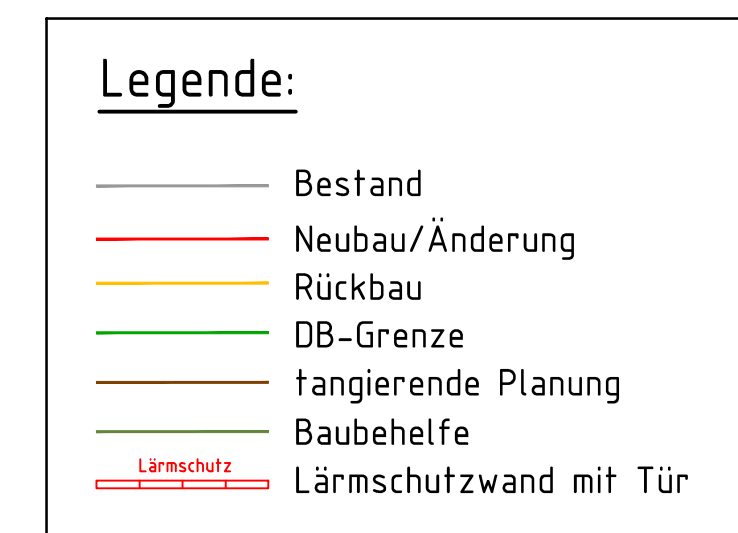 Legende:
Bestand
Neubau/Änderung
Rückbau
DB-Grenze
tangierende Planung
Baubehelfe
Lärmschutz
Lärmschutzwand mit Tür